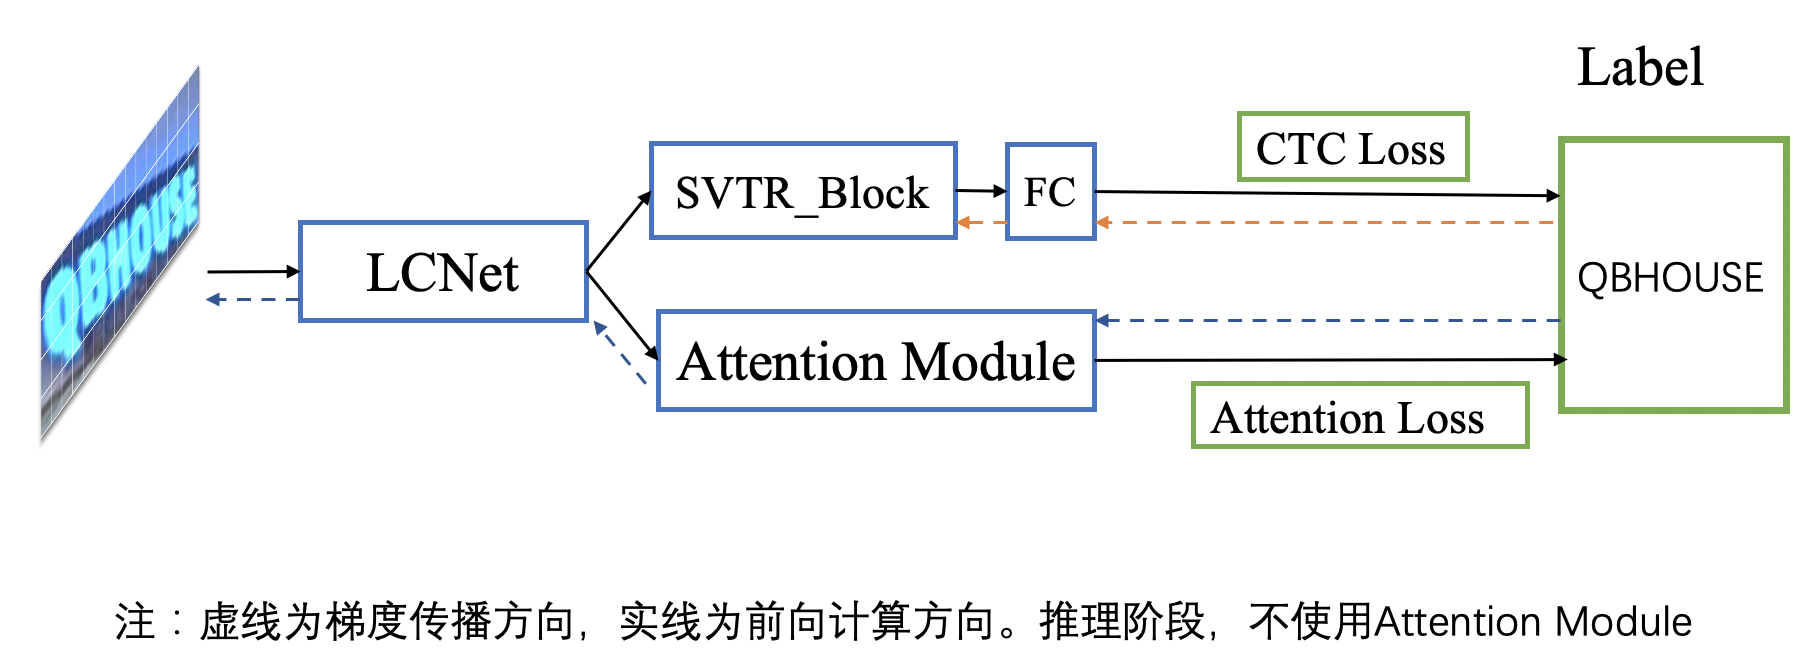 Label
CTC Loss
SVTR_Block
FC
QBHOUSE
LCNet
QBHOUSE
Attention Module
Attention Loss
注：虚线为梯度传播方向，实线为前向计算方向。推理阶段，不使用Attention Module